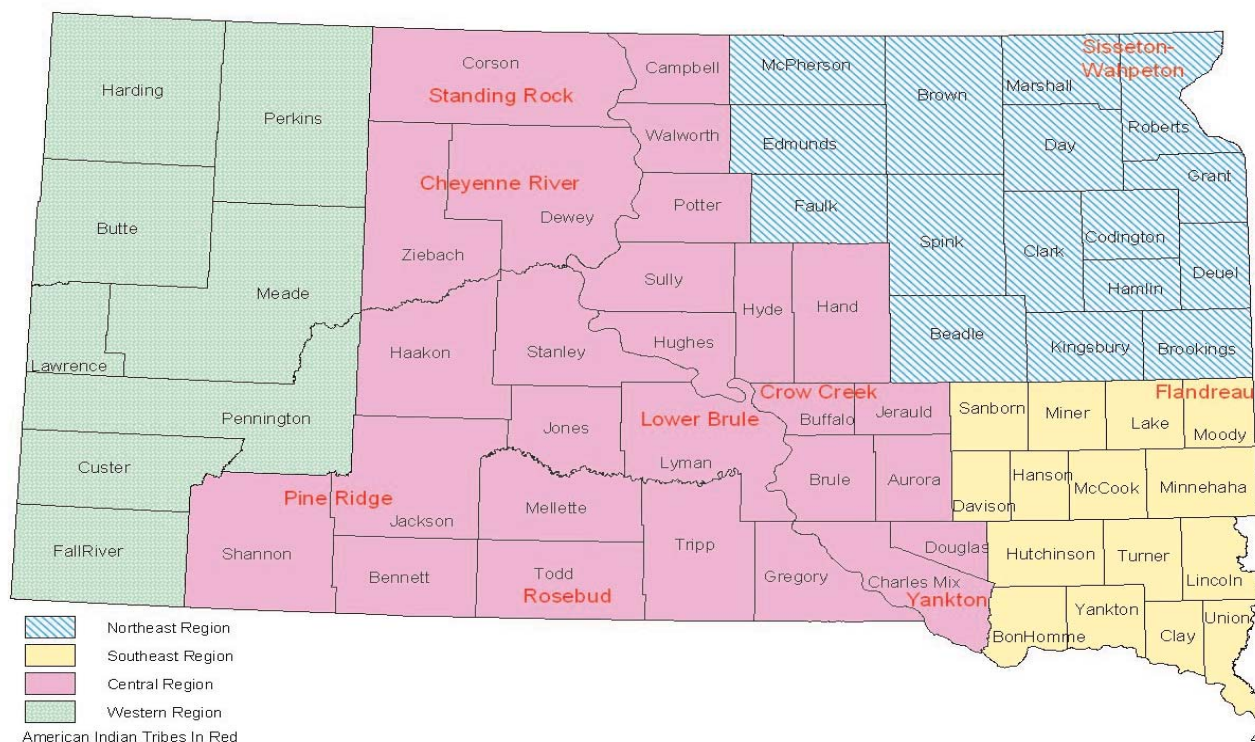 Harding
Perkins
Corson
Standing Rock
Campbell
McPherson
Brown
Marshall
Sisseton-
Wahpeton
Roberts
Walworth
Edmunds
Day
Grant
Butte
Cheyenne River
Dewey
Ziebach
Potter
Faulk
Spink
Clark
Codington
Deuel
Hamlin
Meade
Sully
Hyde
Hand
Lawrence
Haakon
Stanley
Hughes
Beadle
Kingsbury
Brookings
Pennington
Jones
Lower Brule
Lyman
Crow Creek
Buffalo
Jerauld
Sanborn
Miner
Lake
Flandreau
Moody
Custer
Pine Ridge
Jackson
Mellette
Brule
Aurora
Davison
Hanson
McCook
Minnehaha
FallRiver
Shannon
Bennett
Todd
Rosebud
Tripp
Gregory
Douglas
Charles Mix
Yankton
Hutchinson
Turner
Lincoln
BonHomme
Yankton
Clay
Union
Northeast Region
Southeast Region
Central Region
Western Region
American Indian Tribes In Red